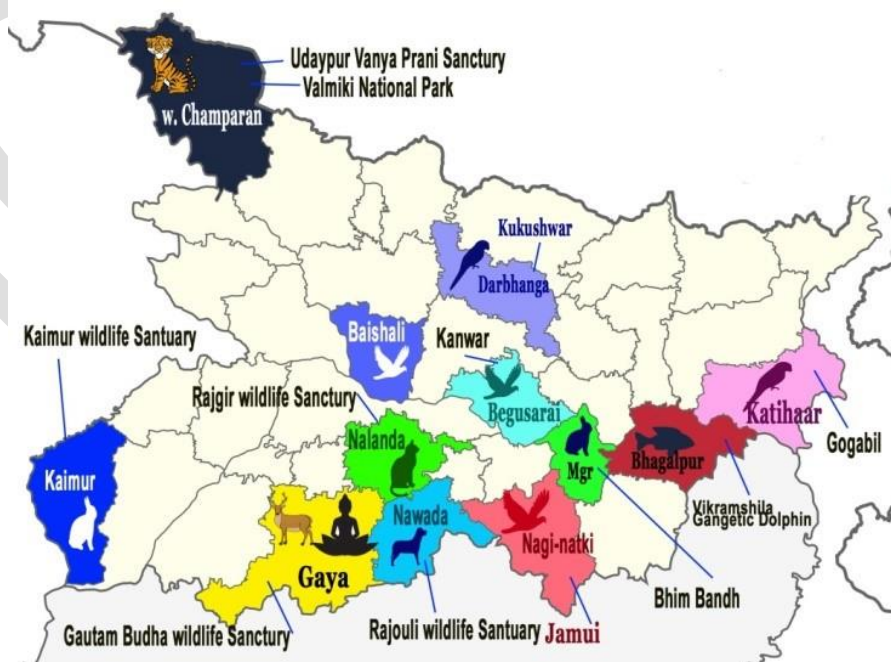 Udaypur Vanya Prani Sanctury
Valmiki National Park
w. Champaran
Kukushwar
Darbhanga
Kaimur wildlife Santuary
Baishali
Kanwar
Rajgir wildlife Sanctury
Begusarai
Katihaar
Nalanda
Gogabil
Mgr
Bhagalpur
Kaimur
Nawada
Vikramshila
Gangetic Dolphin
Nagi-natki
Gaya
Bhim Bandh
Gautam Budha wildlife Sanctury
Rajouli wildlife Santuary
Jamui